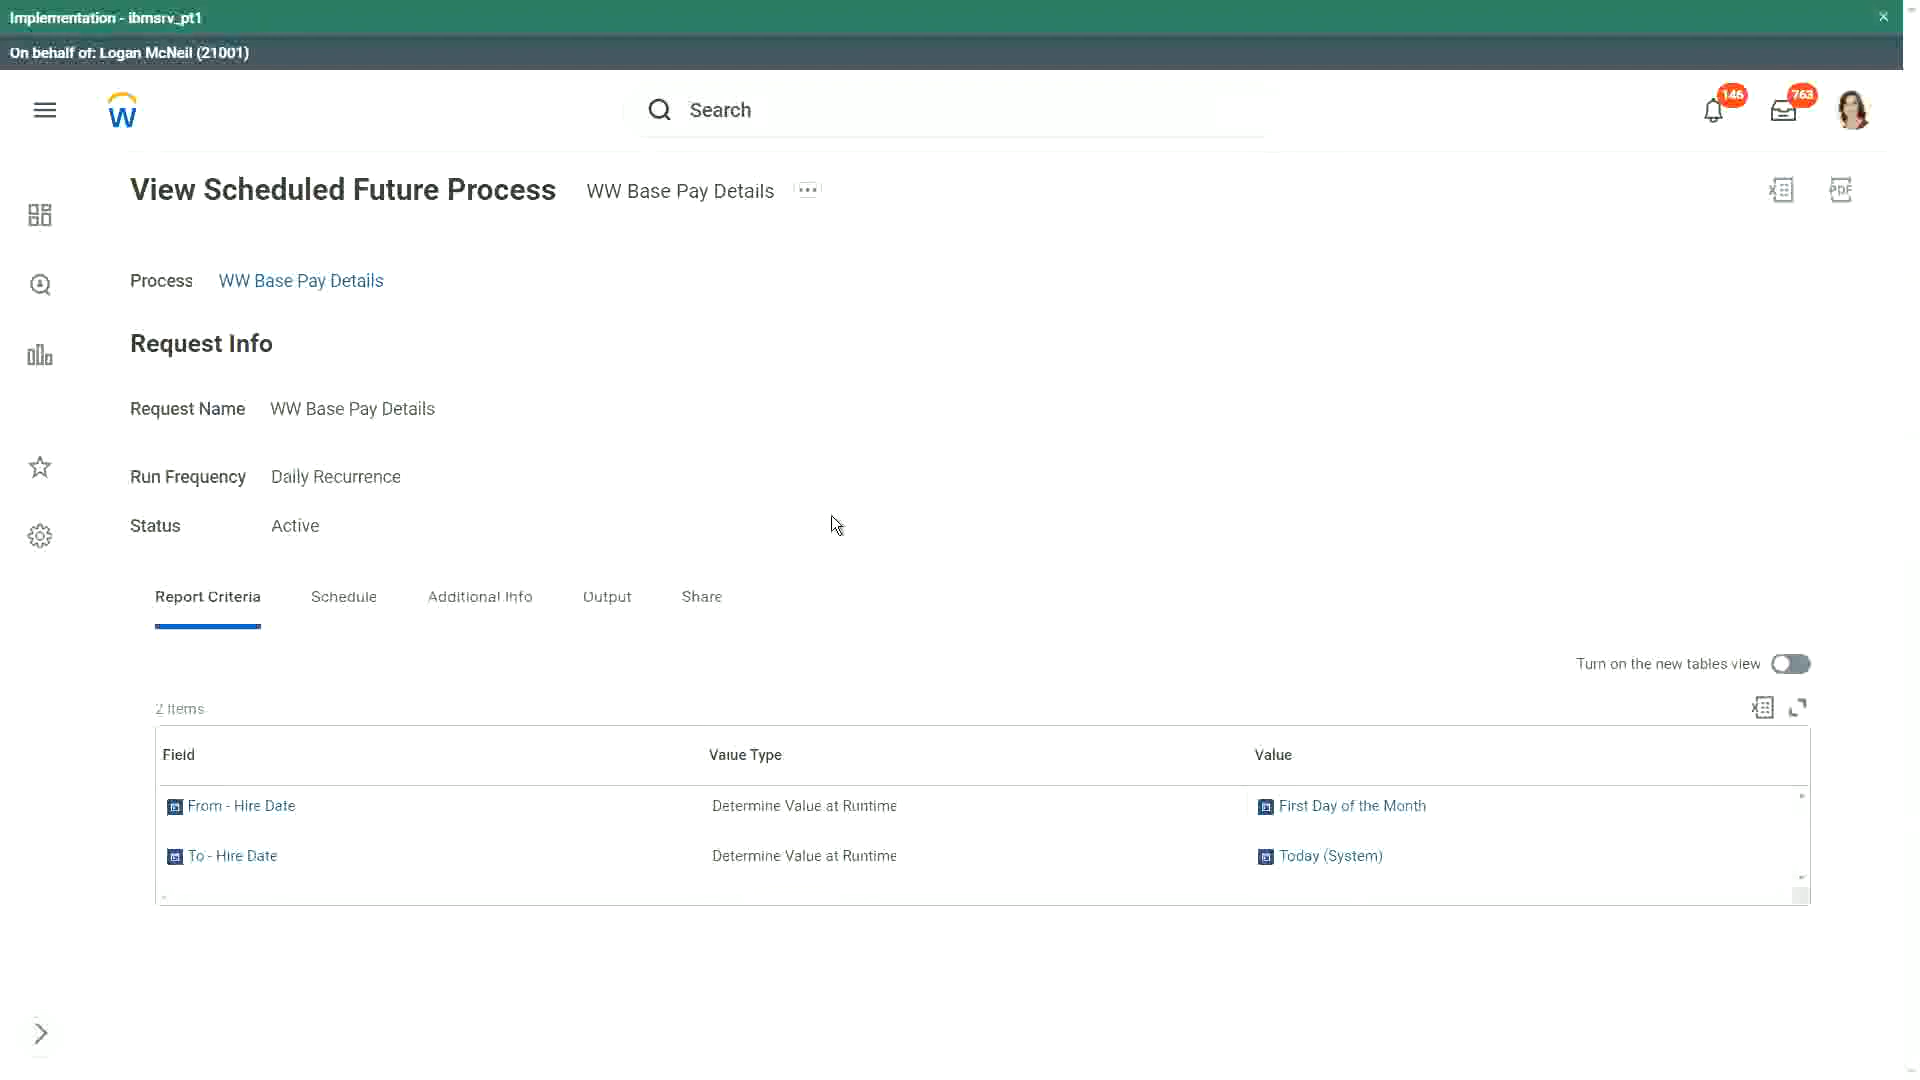 Implementation - ibmsrv_pt1
On behalf of: Logan McNeil (21001)
W
Search
146
763
View Scheduled Future Process WW Base Pay Details
PDF
Process WW Base Pay Details
Request Info
Request Name WW Base Pay Details
Run Frequency Daily Recurrence
Status Active
Report Criteria Schedule Additional Info Output Share
Turn on the new tables view
2 items
Field Value Type Value
From - Hire Date Determine Value at Runtime First Day of the Month
To - Hire Date Determine Value at Runtime Today (System)